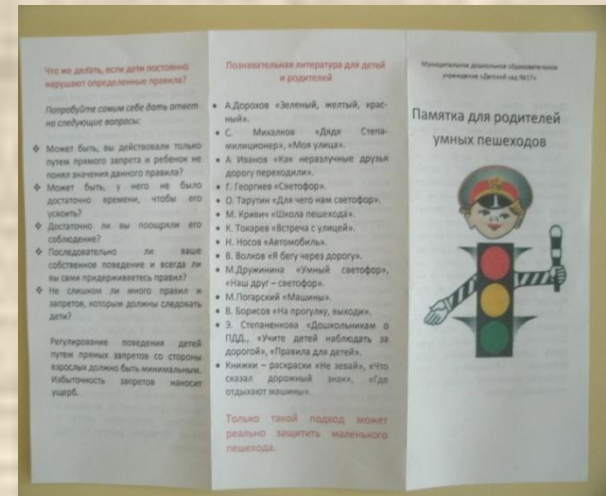 Что же делать, если дети постоянно
нарушают определенные правила?
Попробуйте самим себе дать ответ
на следующие вопросы:
❖ Может быть, вы действовали только
путем прямого запрета и ребенок не
понял значения данного правила?
❖ Может быть, у него не было
достаточно времени, чтобы его
усвоить?
❖ Достаточно ли вы поощряли его
соблюдение?
❖ Последовательно ли ваше
собственное поведение и всегда ли
вы сами придерживаетесь правил?
❖ Не слишком ли много правил и
запретов, которым должны следовать
дети?
Регулирование поведения детей
путем прямых запретов со стороны
взрослых должно быть минимальным.
Избыточность запретов наносит
ущерб.
Познавательная литература для детей
и родителей
• А.Дорохов «Зеленый, желтый, крас-
ный».
• С. Михалков «Дядя Степа-
милиционер», «Моя улица».
• А. Иванов «Как неразлучные друзья
дорогу переходили».
• Г. Георгиев «Светофор».
• О. Тарутин «Для чего нам светофор».
• М. Кривич «Школа пешехода».
• К. Токарев «Встреча с улицей».
• Н. Носов «Автомобиль».
• В. Волков «Я бегу через дорогу».
• М.Дружинина «Умный светофор»,
«Наш друг – светофор».
• М.Погарский «Машины».
• В. Борисов «На прогулку, выходи».
• Э. Степаненкова «Дошкольникам о
ПДД., «Учите детей наблюдать за
дорогой», «Правила для детей».
• Книжки – раскраски «Не зевай», «Что
сказал дорожный знак», «Где
отдыхают машины».
Только такой подход может
реально защитить маленького
пешехода.
Муниципальное дошкольное образовательное
учреждение «Детский сад №17»
Памятка для родителей
умных пешеходов